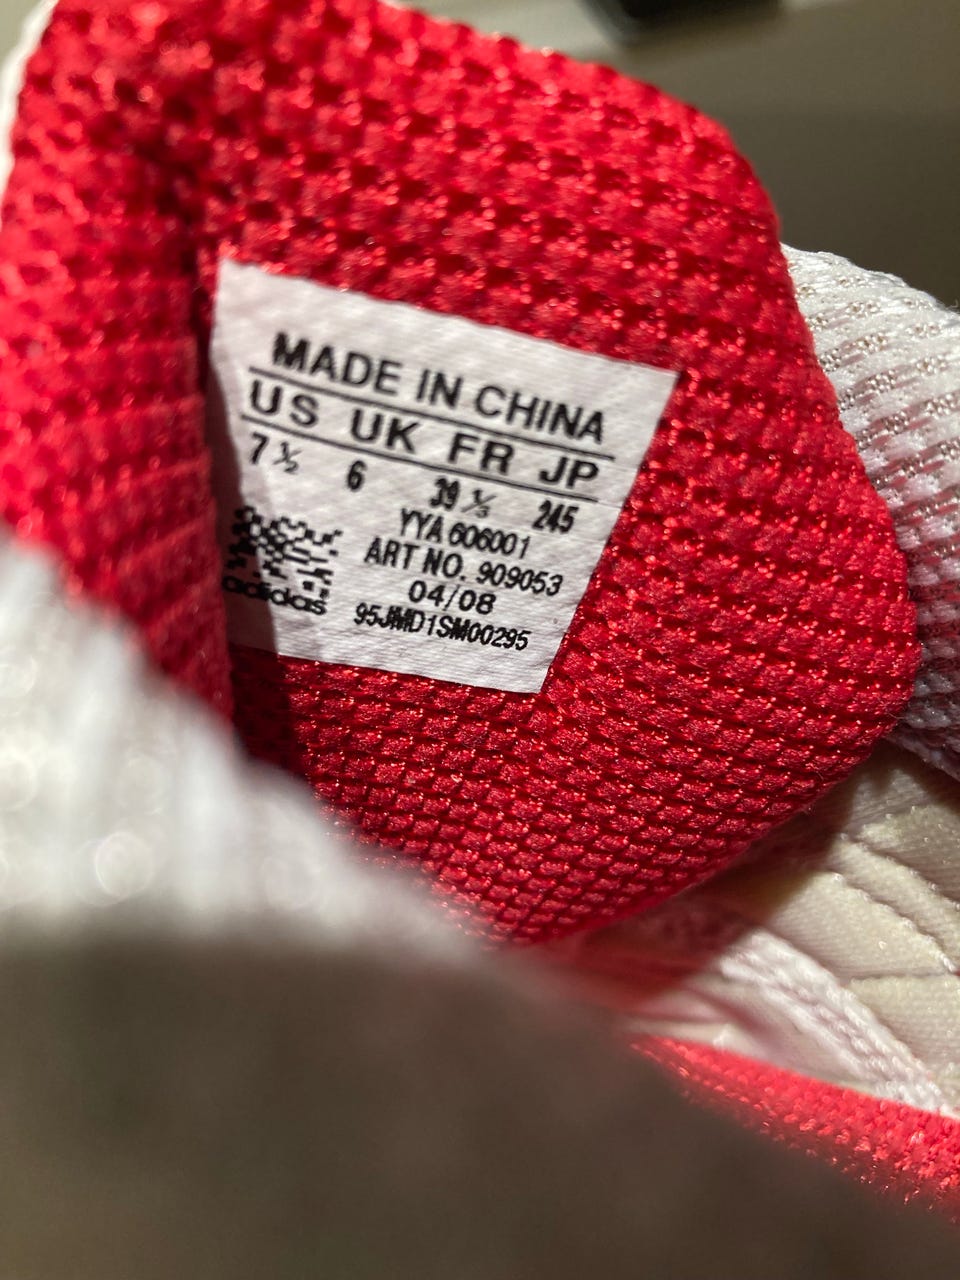 MADE IN CHINA
US UK FR JP
7½ 6 39⅓ 245
YYA 606001
ART NO. 909053
04/08
95JMD1SM00295
adidas